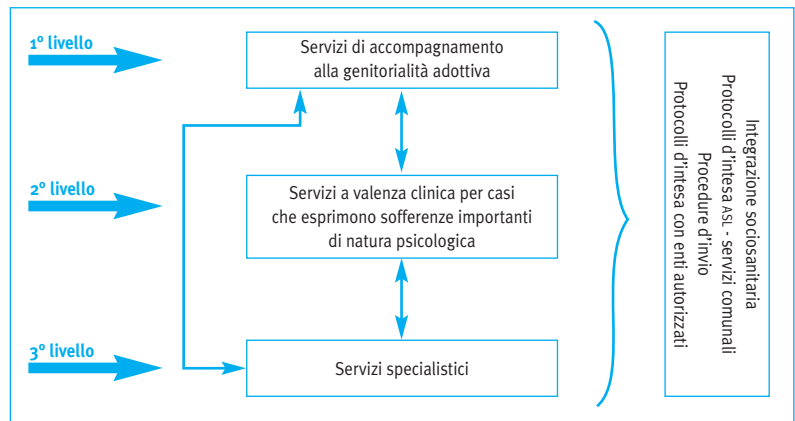 1° livello
Servizi di accompagnamento
alla genitorialità adottiva
2° livello
Servizi a valenza clinica per casi
che esprimono sofferenze importanti
di natura psicologica
3° livello
Servizi specialistici
Integrazione sociosanitaria
Protocolli d'intesa ASL - servizi comunali
Procedure d'invio
Protocolli d'intesa con enti autorizzati